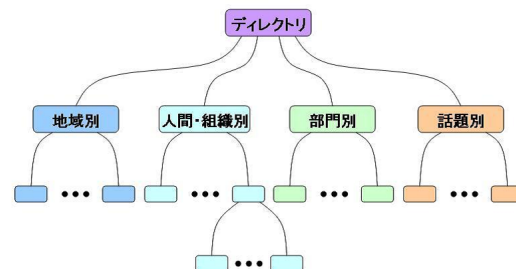 ディレクトリ
地域別
人間・組織別
部門別
話題別